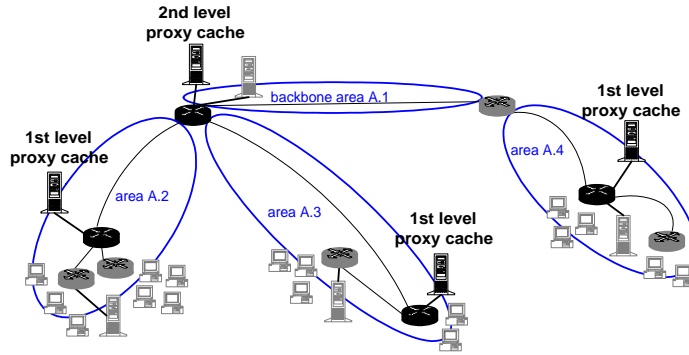 2nd level
proxy cache
backbone area A.1
1st level
proxy cache
1st level
proxy cache
area A.4
area A.2
area A.3
1st level
proxy cache